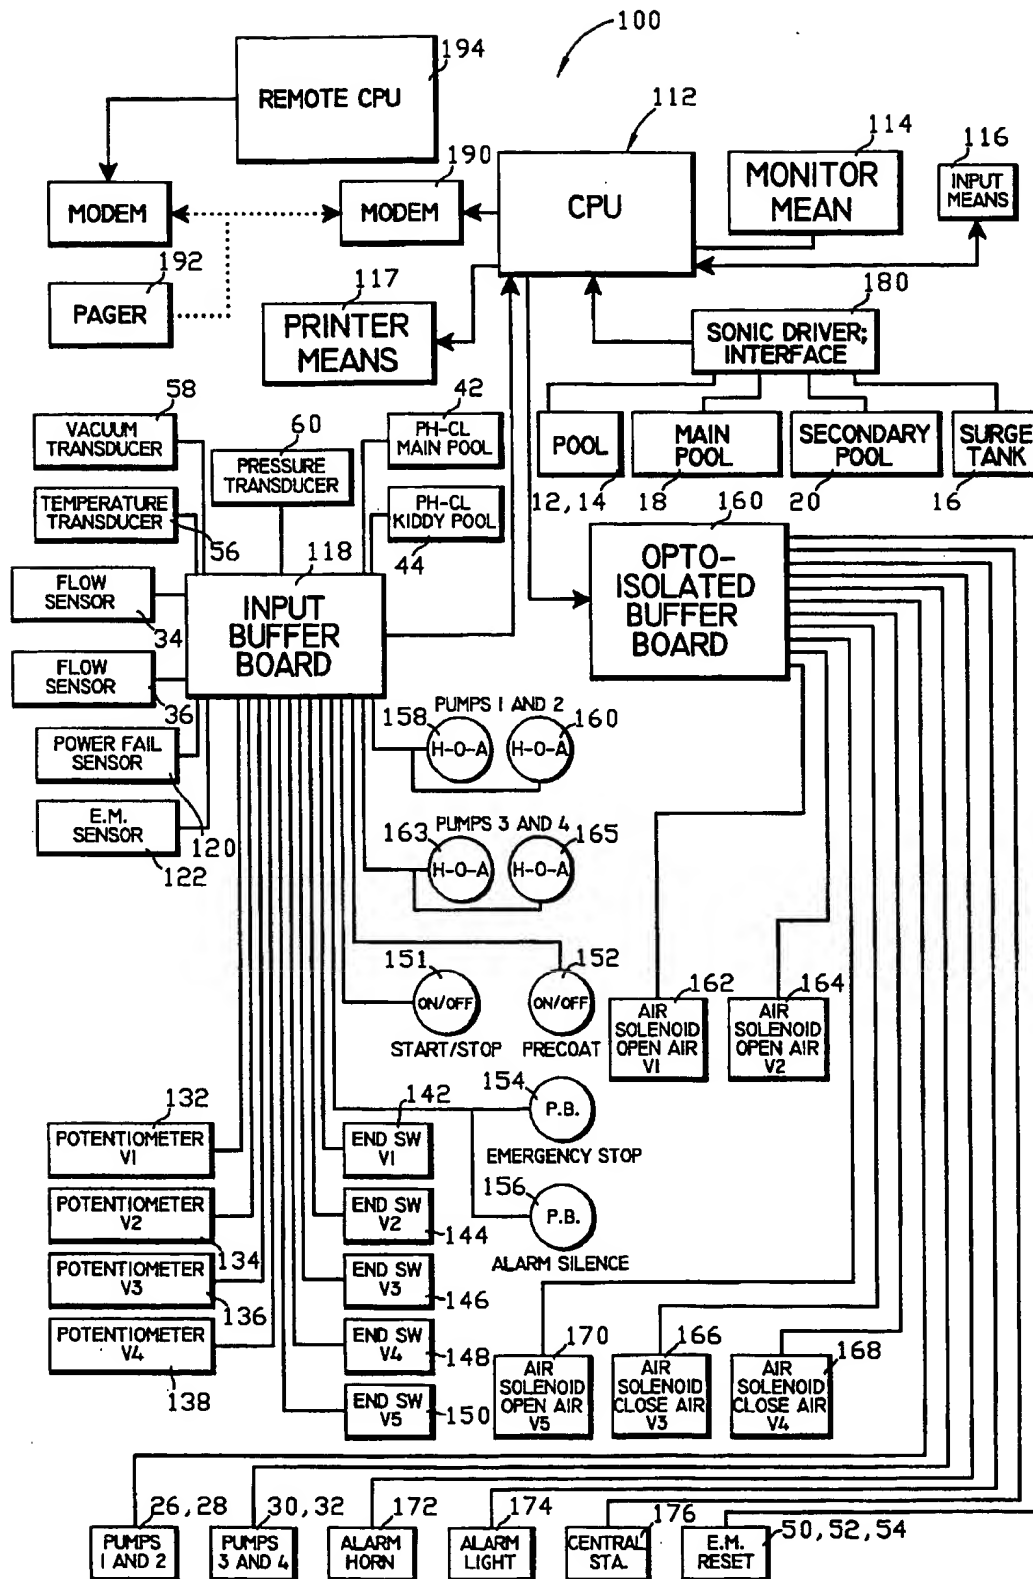 100
194
REMOTE CPU
112
114
116
190
MONITOR
MEAN
INPUT
MEANS
MODEM
MODEM
CPU
192
PAGER
117
PRINTER
MEANS
180
SONIC DRIVER;
INTERFACE
58
VACUUM
TRANSDUCER
60
PRESSURE
TRANSDUCER
42
PH-CL
MAIN POOL
POOL
MAIN
POOL
SECONDARY
POOL
SURGE
TANK
12,14
18
20
16
TEMPERATURE
TRANSDUCER
56
PH-CL
KIDDY POOL
44
160
118
INPUT
BUFFER
BOARD
OPTO-
ISOLATED
BUFFER
BOARD
FLOW
SENSOR
34
FLOW
SENSOR
36
POWER FAIL
SENSOR
120
E.M.
SENSOR
122
PUMPS 1 AND 2
158
160
H-O-A
H-O-A
PUMPS 3 AND 4
163
165
H-O-A
H-O-A
151
152
ON/OFF
ON/OFF
START/STOP
PRECOAT
162
164
AIR
SOLENOID
OPEN AIR
V1
AIR
SOLENOID
OPEN AIR
V2
132
POTENTIOMETER
V1
POTENTIOMETER
V2
134
POTENTIOMETER
V3
136
POTENTIOMETER
V4
138
142
END SW
V1
END SW
V2
144
END SW
V3
146
END SW
V4
148
END SW
V5
150
154
P.B.
EMERGENCY STOP
156
P.B.
ALARM SILENCE
170
166
168
AIR
SOLENOID
OPEN AIR
V5
AIR
SOLENOID
CLOSE AIR
V3
AIR
SOLENOID
CLOSE AIR
V4
26,28
30,32
172
174
176
50,52,54
PUMPS
1 AND 2
PUMPS
3 AND 4
ALARM
HORN
ALARM
LIGHT
CENTRAL
STA.
E.M.
RESET